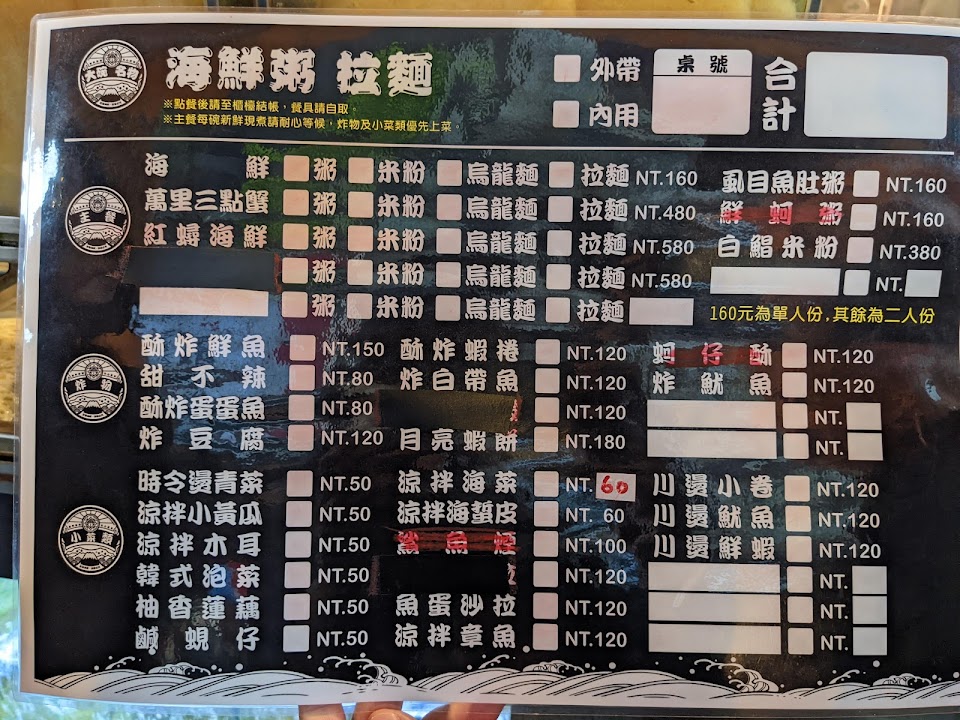 大碗 名粥
海鮮粥 拉麵
※點餐後請至櫃檯結帳,餐具請自取。
※主餐每碗新鮮現煮請耐心等候,炸物及小菜類優先上菜。
外帶
內用
桌號
合計
主餐
海鮮 粥 米粉 烏龍麵 拉麵 NT.160
萬里三點蟹 粥 米粉 烏龍麵 拉麵 NT.480
紅蟳海鮮 粥 米粉 烏龍麵 拉麵 NT.580
粥 米粉 烏龍麵 拉麵 NT.580
粥 米粉 烏龍麵 拉麵
虱目魚肚粥 NT.160
鮮蚵粥 NT.160
白鯧米粉 NT.380
NT.
160元為單人份,其餘為二人份
炸物
酥炸鮮魚 NT.150
甜不辣 NT.80
酥炸蛋蛋魚 NT.80
炸豆腐 NT.120
酥炸蝦捲 NT.120
炸白帶魚 NT.120
NT.120
月亮蝦餅 NT.180
蚵仔酥 NT.120
炸魷魚 NT.120
NT.
NT.
小菜類
時令燙青菜 NT.50
涼拌小黃瓜 NT.50
涼拌木耳 NT.50
韓式泡菜 NT.50
柚香蓮藕 NT.50
鹹蜆仔 NT.50
涼拌海菜 NT.60
涼拌海蜇皮 NT. 60
鯊魚煙 NT.100
NT.120
魚蛋沙拉 NT.120
涼拌章魚 NT.120
川燙小卷 NT.120
川燙魷魚 NT.120
川燙鮮蝦 NT.120
NT.
NT.
NT.